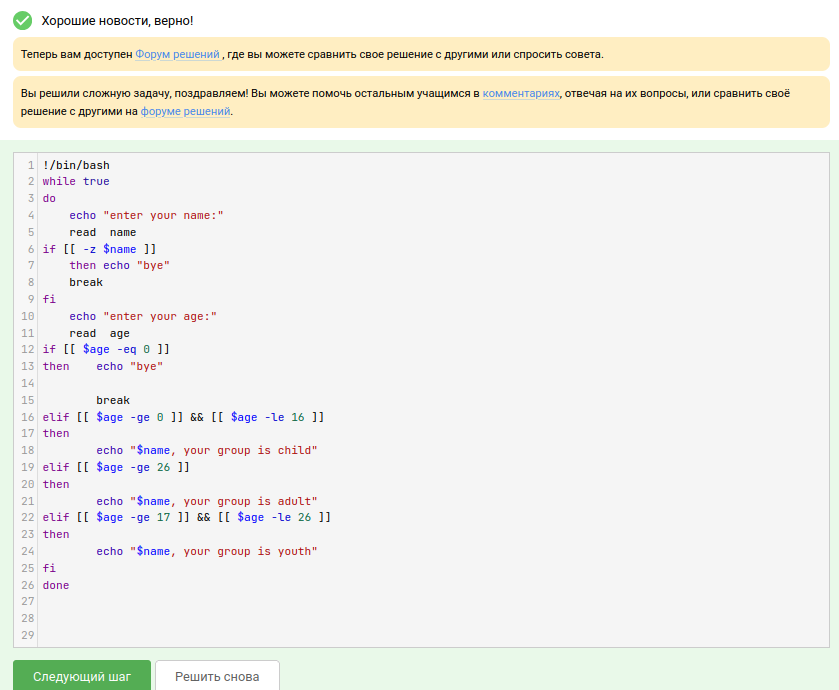 Хорошие новости, верно!
Теперь вам доступен Форум решений , где вы можете сравнить свое решение с другими или спросить совета.
Вы решили сложную задачу, поздравляем! Вы можете помочь остальным учащимся в комментариях, отвечая на их вопросы, или сравнить своё
решение с другими на форуме решений.
1 !/bin/bash
2 while true
3 do
4     echo "enter your name:"
5     read  name
6 if [[ -z $name ]]
7     then echo "bye"
8     break
9 fi
10     echo "enter your age:"
11     read  age
12 if [[ $age -eq 0 ]]
13 then    echo "bye"
14
15         break
16 elif [[ $age -ge 0 ]] && [[ $age -le 16 ]]
17 then
18         echo "$name, your group is child"
19 elif [[ $age -ge 26 ]]
20 then
21         echo "$name, your group is adult"
22 elif [[ $age -ge 17 ]] && [[ $age -le 26 ]]
23 then
24         echo "$name, your group is youth"
25 fi
26 done
27
28
29
Следующий шаг Решить снова